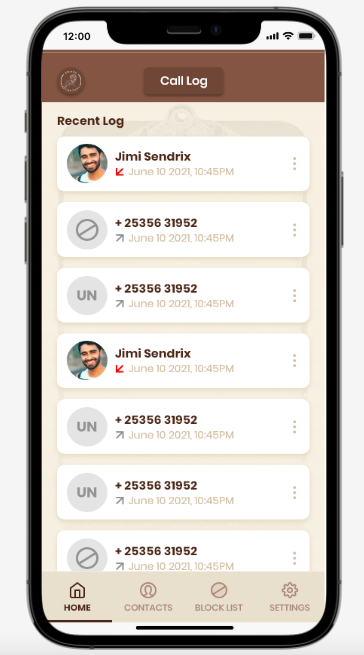 12:00
Call Log
Recent Log
Jimi Sendrix
June 10 2021, 10:45PM
+ 25356 31952
June 10 2021, 10:45PM
UN
+ 25356 31952
June 10 2021, 10:45PM
Jimi Sendrix
June 10 2021, 10:45PM
UN
+ 25356 31952
June 10 2021, 10:45PM
UN
+ 25356 31952
June 10 2021, 10:45PM
+ 25356 31952
June 10 2021, 10:45PM
HOME CONTACTS BLOCK LIST SETTINGS